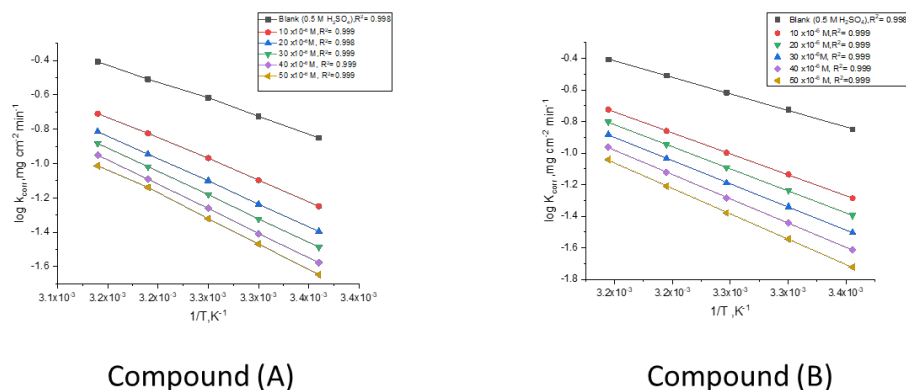 Blank (0.5 M H₂SO₄),R²= 0.998
10 x10⁻⁶ M,R²= 0.999
20 x10⁻⁶ M, R²= 0.998
30 x10⁻⁶ M, R²= 0.999
40 x10⁻⁶ M, R²= 0.999
50 x10⁻⁶ M, R²=0.999
-0.4
-0.6
-0.8
-1.0
-1.2
-1.4
-1.6
log Kcorr,mg cm⁻² min⁻¹
3.1x10⁻³ 3.2x10⁻³ 3.2x10⁻³ 3.3x10⁻³ 3.3x10⁻³ 3.4x10⁻³ 3.4x10⁻³
1/T,K⁻¹
Compound (A)
Blank (0.5 M H₂SO₄),R²= 0.998
10 x10⁻⁶ M, R²= 0.999
20 x10⁻⁶ M, R²= 0.999
30 x10⁻⁶M, R²= 0.999
40 x10⁻⁶ M, R²= 0.999
50 x10⁻⁶ M, R²=0.999
-0.4
-0.6
-0.8
-1.0
-1.2
-1.4
-1.6
-1.8
log Kcorr,mg cm⁻² min⁻¹
3.2x10⁻³ 3.2x10⁻³ 3.3x10⁻³ 3.3x10⁻³ 3.4x10⁻³
1/T ,K⁻¹
Compound (B)